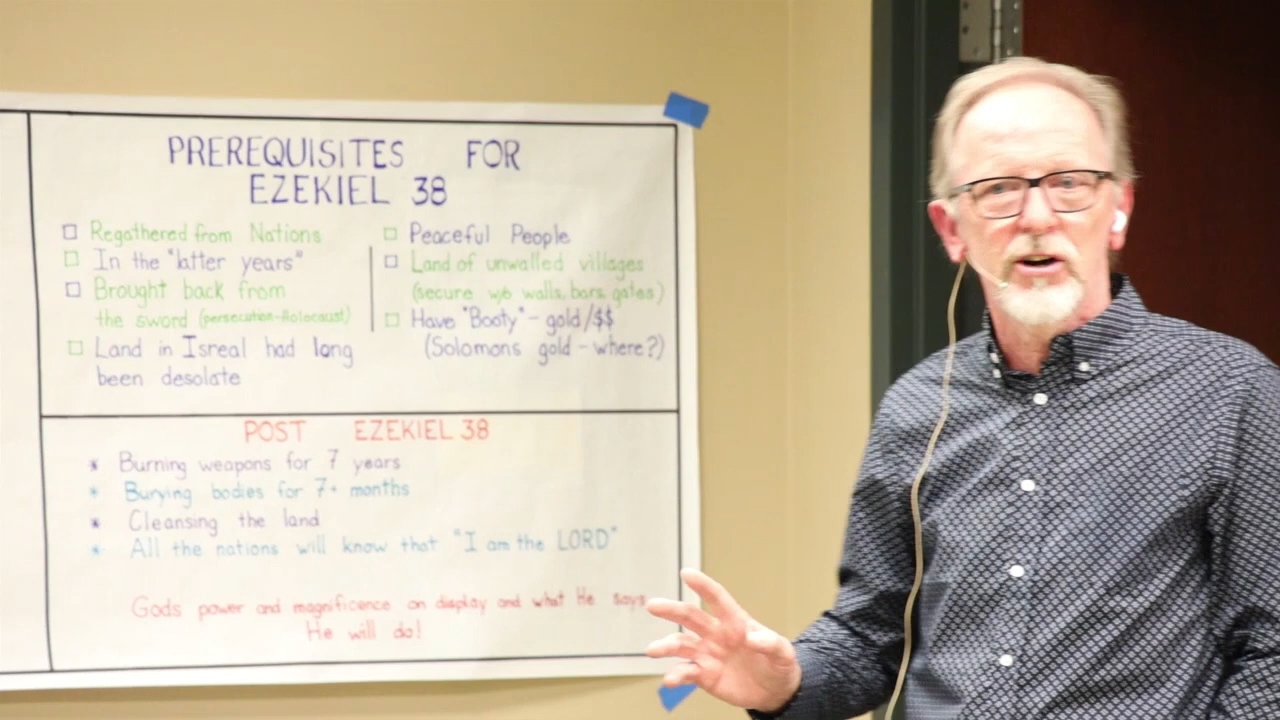 PREREQUISITES FOR
EZEKIEL 38
Regathered from Nations
In the "latter years"
Brought back from
the sword (persecution-Holocaust)
Land in Isreal had long
been desolate
Peaceful People
Land of unwalled villages
(secure w/o walls, bars, gates)
Have "Booty" - gold/$$
(Solomons gold - where?)
POST EZEKIEL 38
* Burning weapons for 7 years
* Burying bodies for 7+ months
* Cleansing the land
* All the nations will know that "I am the LORD"
Gods power and magnificence on display and what He says
He will do!